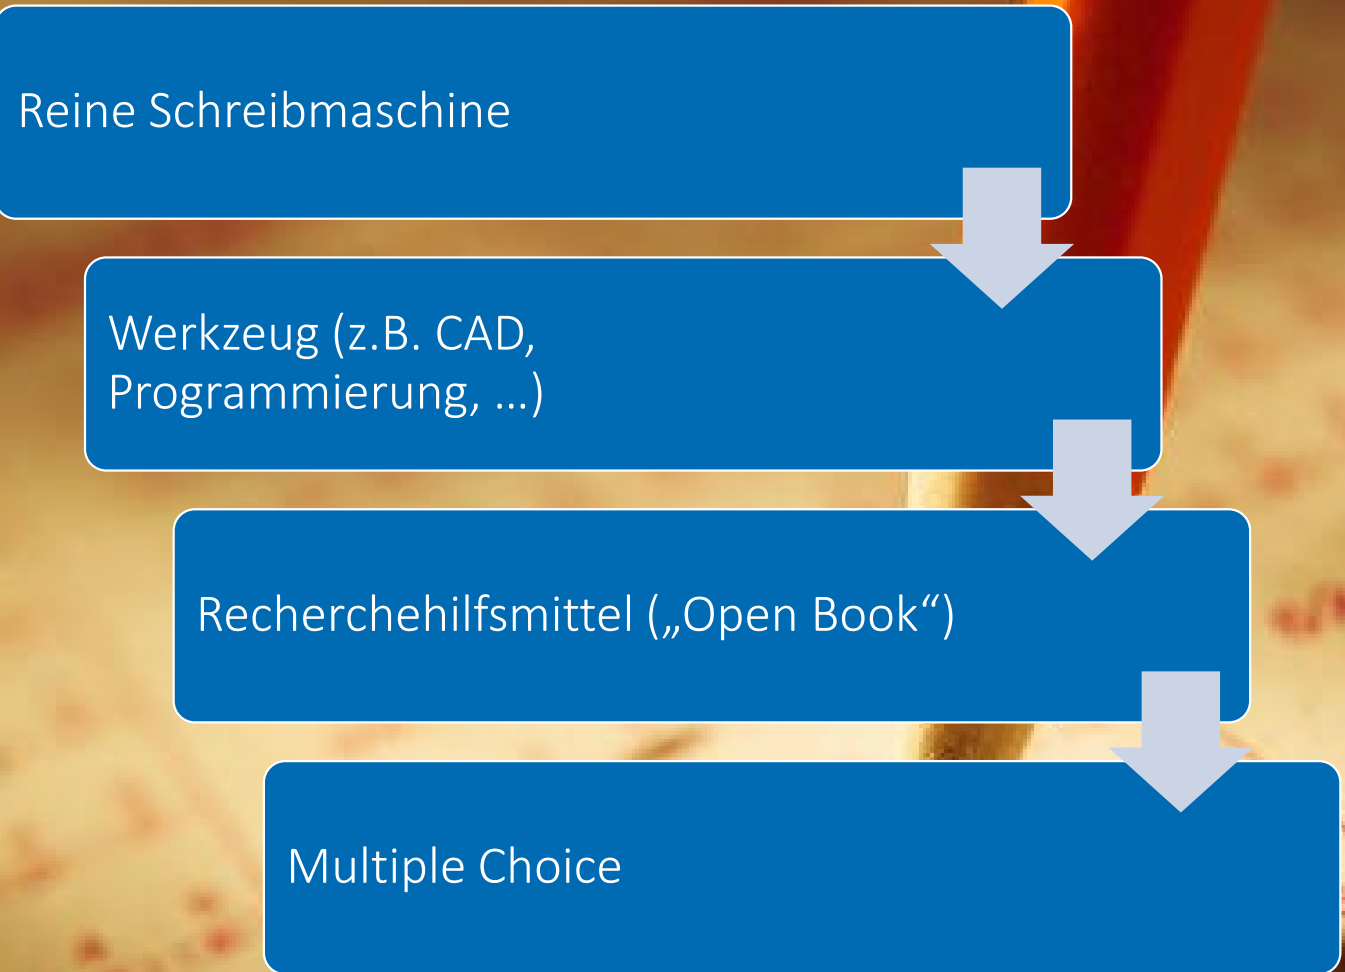 Reine Schreibmaschine
Werkzeug (z.B. CAD,
Programmierung, ...)
Recherchehilfsmittel („Open Book“)
Multiple Choice